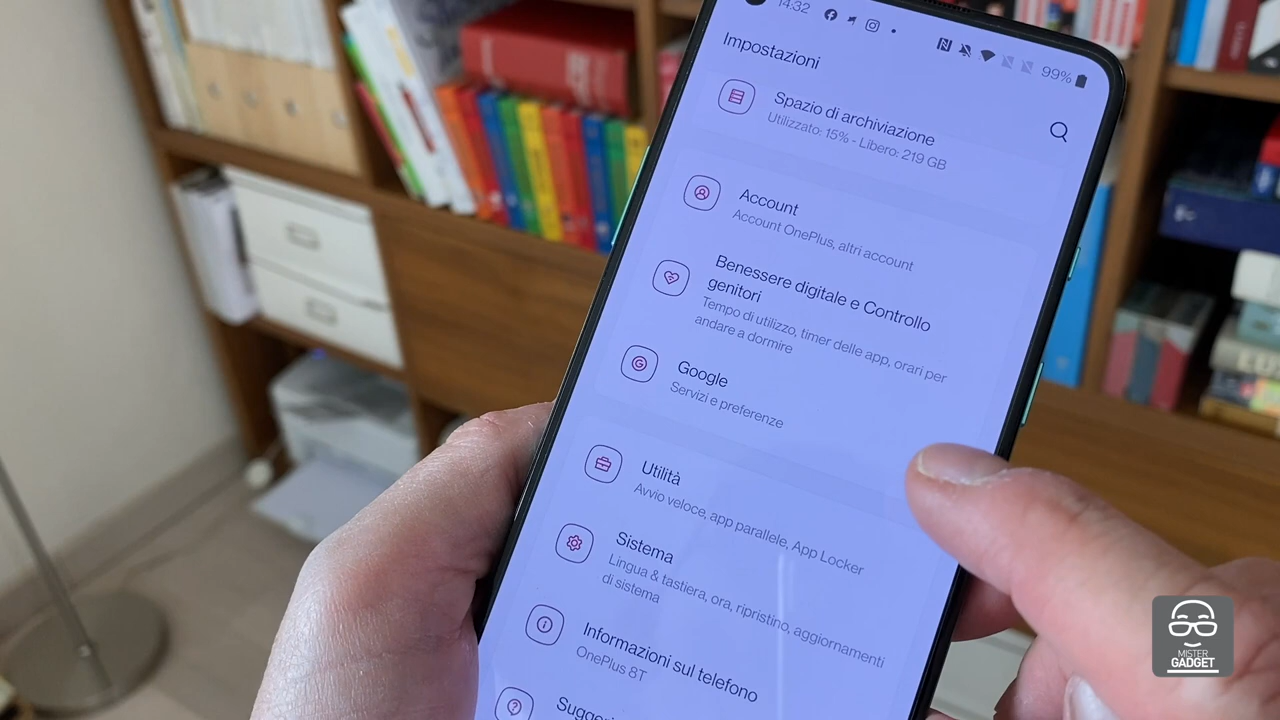 14:32
99%
Impostazioni
Spazio di archiviazione
Utilizzato: 15% - Libero: 219 GB
Account
Account OnePlus, altri account
Benessere digitale e Controllo
genitori
Tempo di utilizzo, timer delle app, orari per
andare a dormire
Google
Servizi e preferenze
Utilità
Avvio veloce, app parallele, App Locker
Sistema
Lingua & tastiera, ora, ripristino, aggiornamenti
di sistema
Informazioni sul telefono
OnePlus 8T
MISTER
GADGET